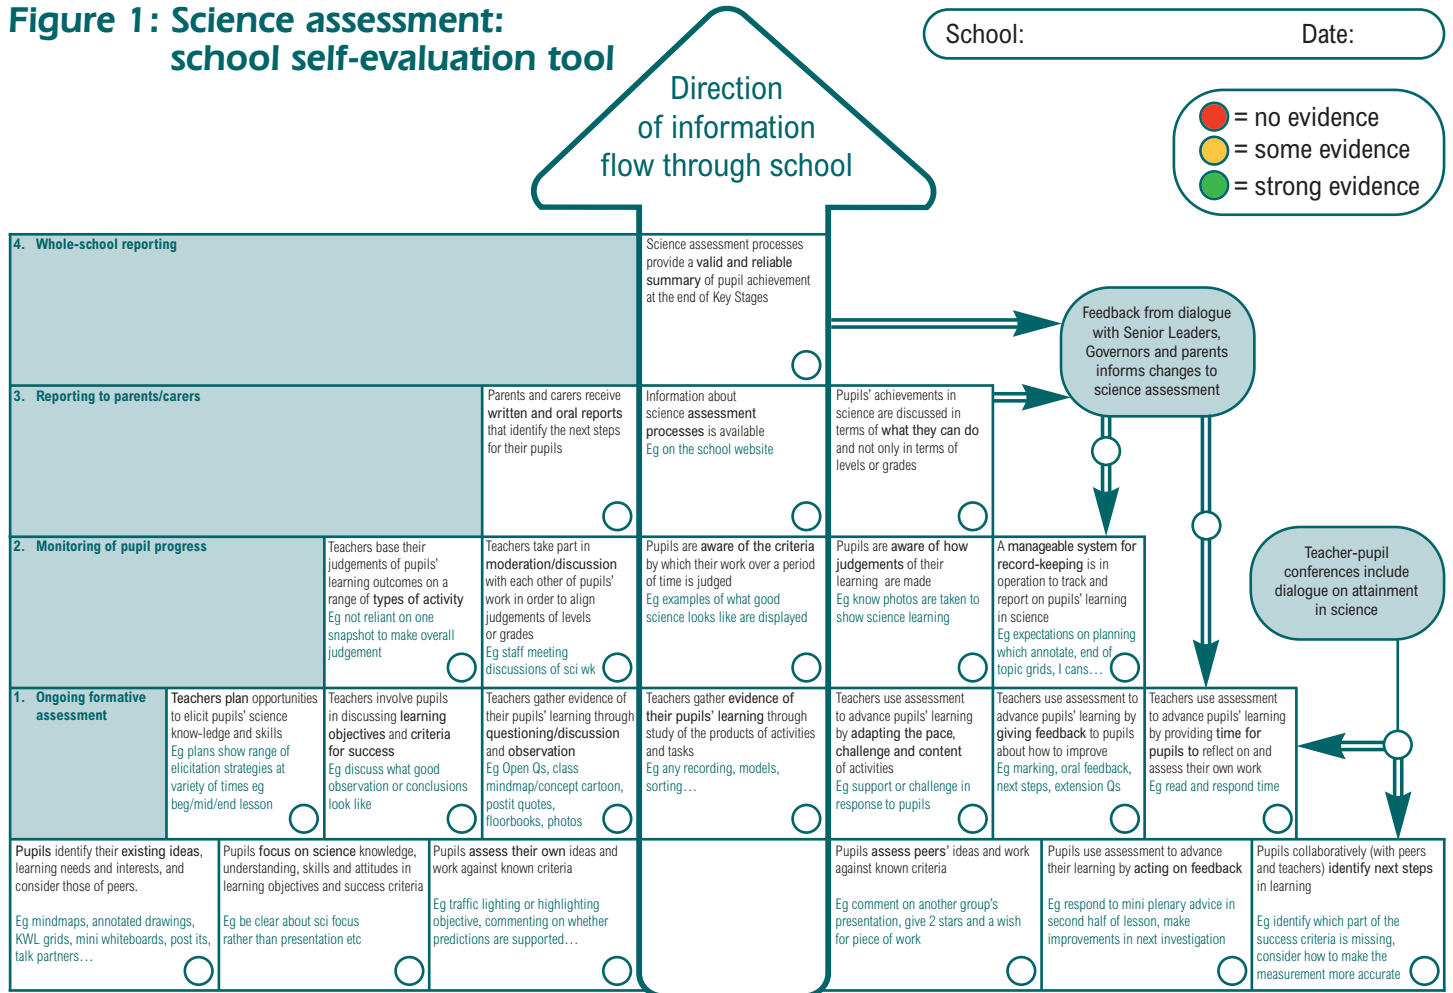 Figure 1: Science assessment:
school self-evaluation tool
Direction
of information
flow through school
School:
Date:
= no evidence
= some evidence
= strong evidence
4. Whole-school reporting
Science assessment processes
provide a valid and reliable
summary of pupil achievement
at the end of Key Stages
Feedback from dialogue
with Senior Leaders,
Governors and parents
informs changes to
science assessment
3. Reporting to parents/carers
Parents and carers receive
written and oral reports
that identify the next steps
for their pupils
Information about
science assessment
processes is available
Eg on the school website
Pupils' achievements in
science are discussed in
terms of what they can do
and not only in terms of
levels or grades
2. Monitoring of pupil progress
Teachers base their
judgements of pupils'
learning outcomes on a
range of types of activity
Eg not reliant on one
snapshot to make overall
judgement
Teachers take part in
moderation/discussion
with each other of pupils'
work in order to align
judgements of levels
or grades
Eg staff meeting
discussions of sci wk
Pupils are aware of the criteria
by which their work over a period
of time is judged
Eg examples of what good
science looks like are displayed
Pupils are aware of how
judgements of their
learning are made
Eg know photos are taken to
show science learning
A manageable system for
record-keeping is in
operation to track and
report on pupils' learning
in science
Eg expectations on planning
which annotate, end of
topic grids, I cans…
Teacher-pupil
conferences include
dialogue on attainment
in science
1. Ongoing formative
assessment
Teachers plan opportunities
to elicit pupils' science
know-ledge and skills
Eg plans show range of
elicitation strategies at
variety of times eg
beg/mid/end lesson
Teachers involve pupils
in discussing learning
objectives and criteria
for success
Eg discuss what good
observation or conclusions
look like
Teachers gather evidence of
their pupils' learning through
questioning/discussion
and observation
Eg Open Qs, class
mindmap/concept cartoon,
postit quotes,
floorbooks, photos
Teachers gather evidence of
their pupils' learning through
study of the products of activities
and tasks
Eg any recording, models,
sorting…
Teachers use assessment
to advance pupils' learning
by adapting the pace,
challenge and content
of activities
Eg support or challenge in
response to pupils
Teachers use assessment to
advance pupils' learning by
giving feedback to pupils
about how to improve
Eg marking, oral feedback,
next steps, extension Qs
Teachers use assessment
to advance pupils' learning
by providing time for
pupils to reflect on and
assess their own work
Eg read and respond time
Pupils identify their existing ideas,
learning needs and interests, and
consider those of peers.
Eg mindmaps, annotated drawings,
KWL grids, mini whiteboards, post its,
talk partners…
Pupils focus on science knowledge,
understanding, skills and attitudes in
learning objectives and success criteria
Eg be clear about sci focus
rather than presentation etc
Pupils assess their own ideas and
work against known criteria
Eg traffic lighting or highlighting
objective, commenting on whether
predictions are supported…
Pupils assess peers' ideas and work
against known criteria
Eg comment on another group's
presentation, give 2 stars and a wish
for piece of work
Pupils use assessment to advance
their learning by acting on feedback
Eg respond to mini plenary advice in
second half of lesson, make
improvements in next investigation
Pupils collaboratively (with peers
and teachers) identify next steps
in learning
Eg identify which part of the
success criteria is missing,
consider how to make the
measurement more accurate